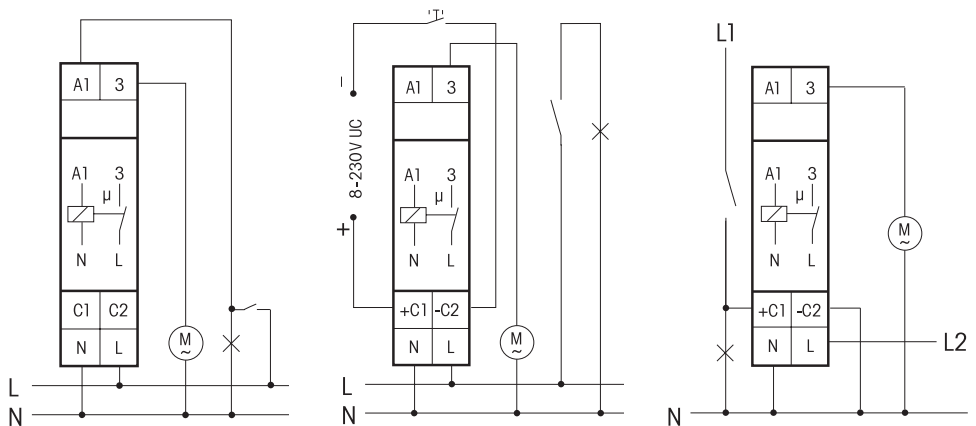 A1 3
A1 3
µ
N L
C1 C2
N L
M
~
L
N
T
–
8-230V UC
+
A1 3
A1 3
µ
N L
+C1 -C2
N L
M
~
L
N
L1
A1 3
A1 3
µ
N L
+C1 -C2
N L
M
~
L2
N